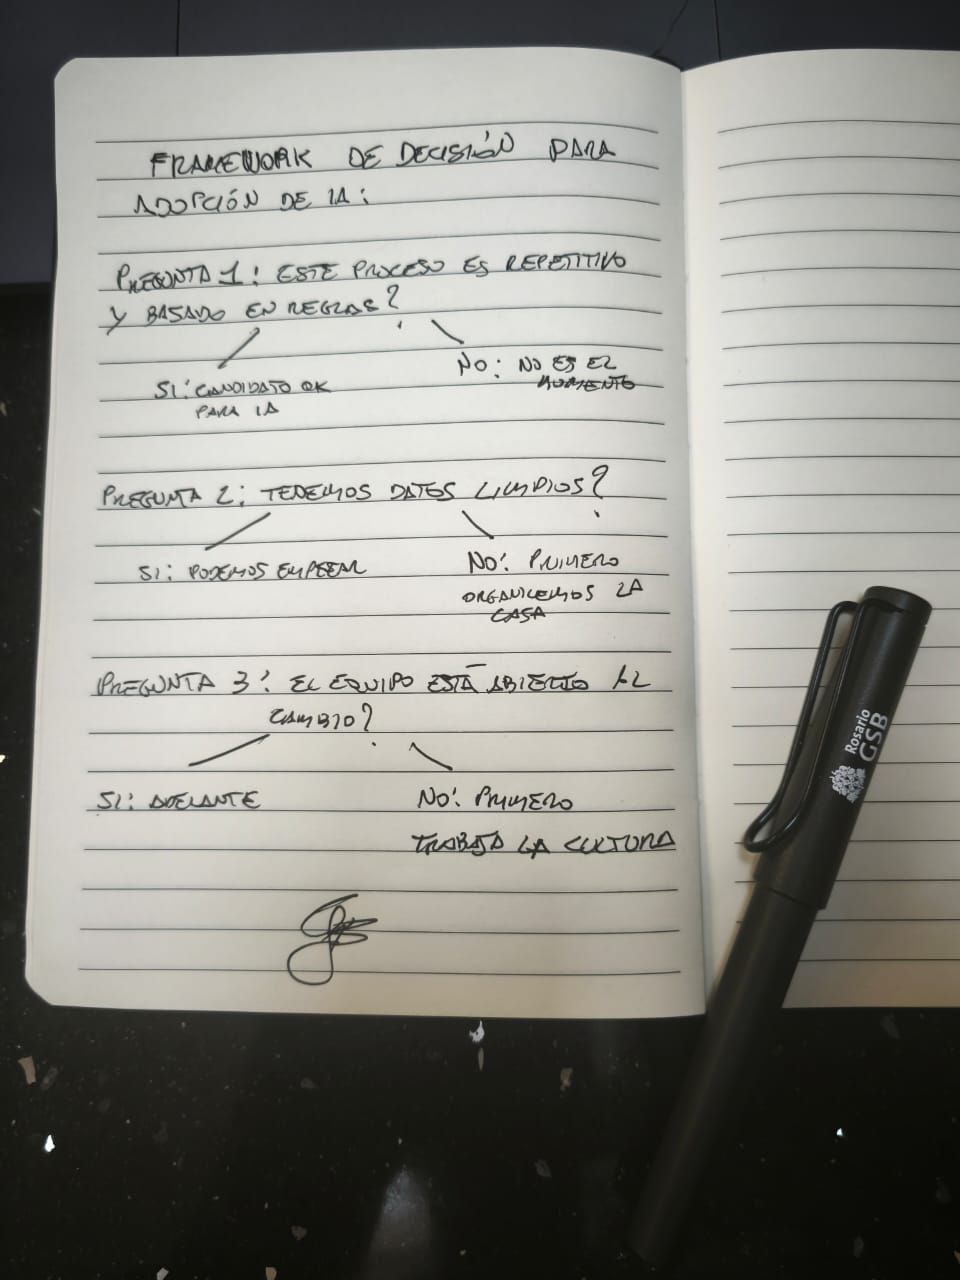 FRAMEWORK DE DECISIÓN PARA
ADOPCIÓN DE IA:
PREGUNTA 1: ESTE PROCESO ES REPETITIVO
Y BASADO EN REGLAS?
SI: CANDIDATO OK
PARA IA
NO: NO ES EL
MOMENTO
PREGUNTA 2: TENEMOS DATOS LIMPIOS?
SI: PODEMOS EMPEZAR
NO: PRIMERO
ORGANICEMOS LA
CASA
PREGUNTA 3: EL EQUIPO ESTÁ ABIERTO AL
CAMBIO?
SI: ADELANTE
NO: PRIMERO
TRABAJA LA CULTURA
Rosario
GSB